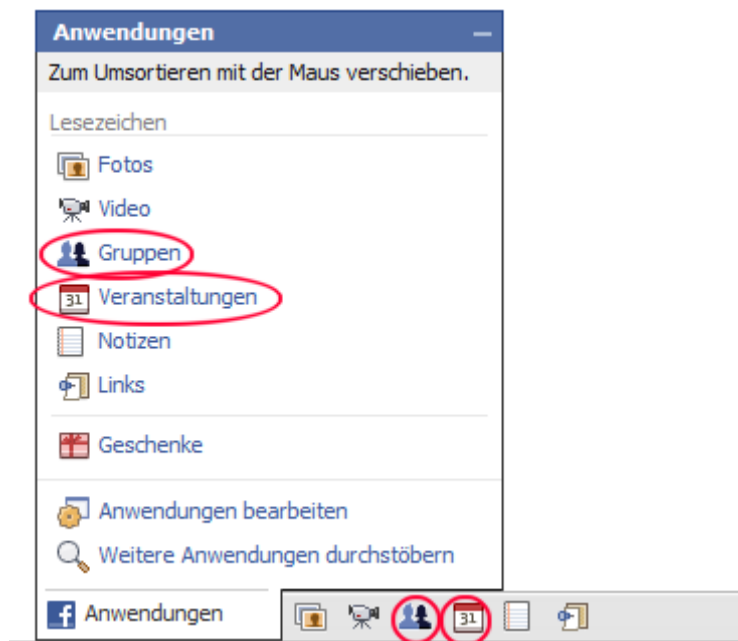 Anwendungen
Zum Umsortieren mit der Maus verschieben.
Lesezeichen
Fotos
Video
Gruppen
31 Veranstaltungen
Notizen
Links
Geschenke
Anwendungen bearbeiten
Weitere Anwendungen durchstöbern
f Anwendungen 31